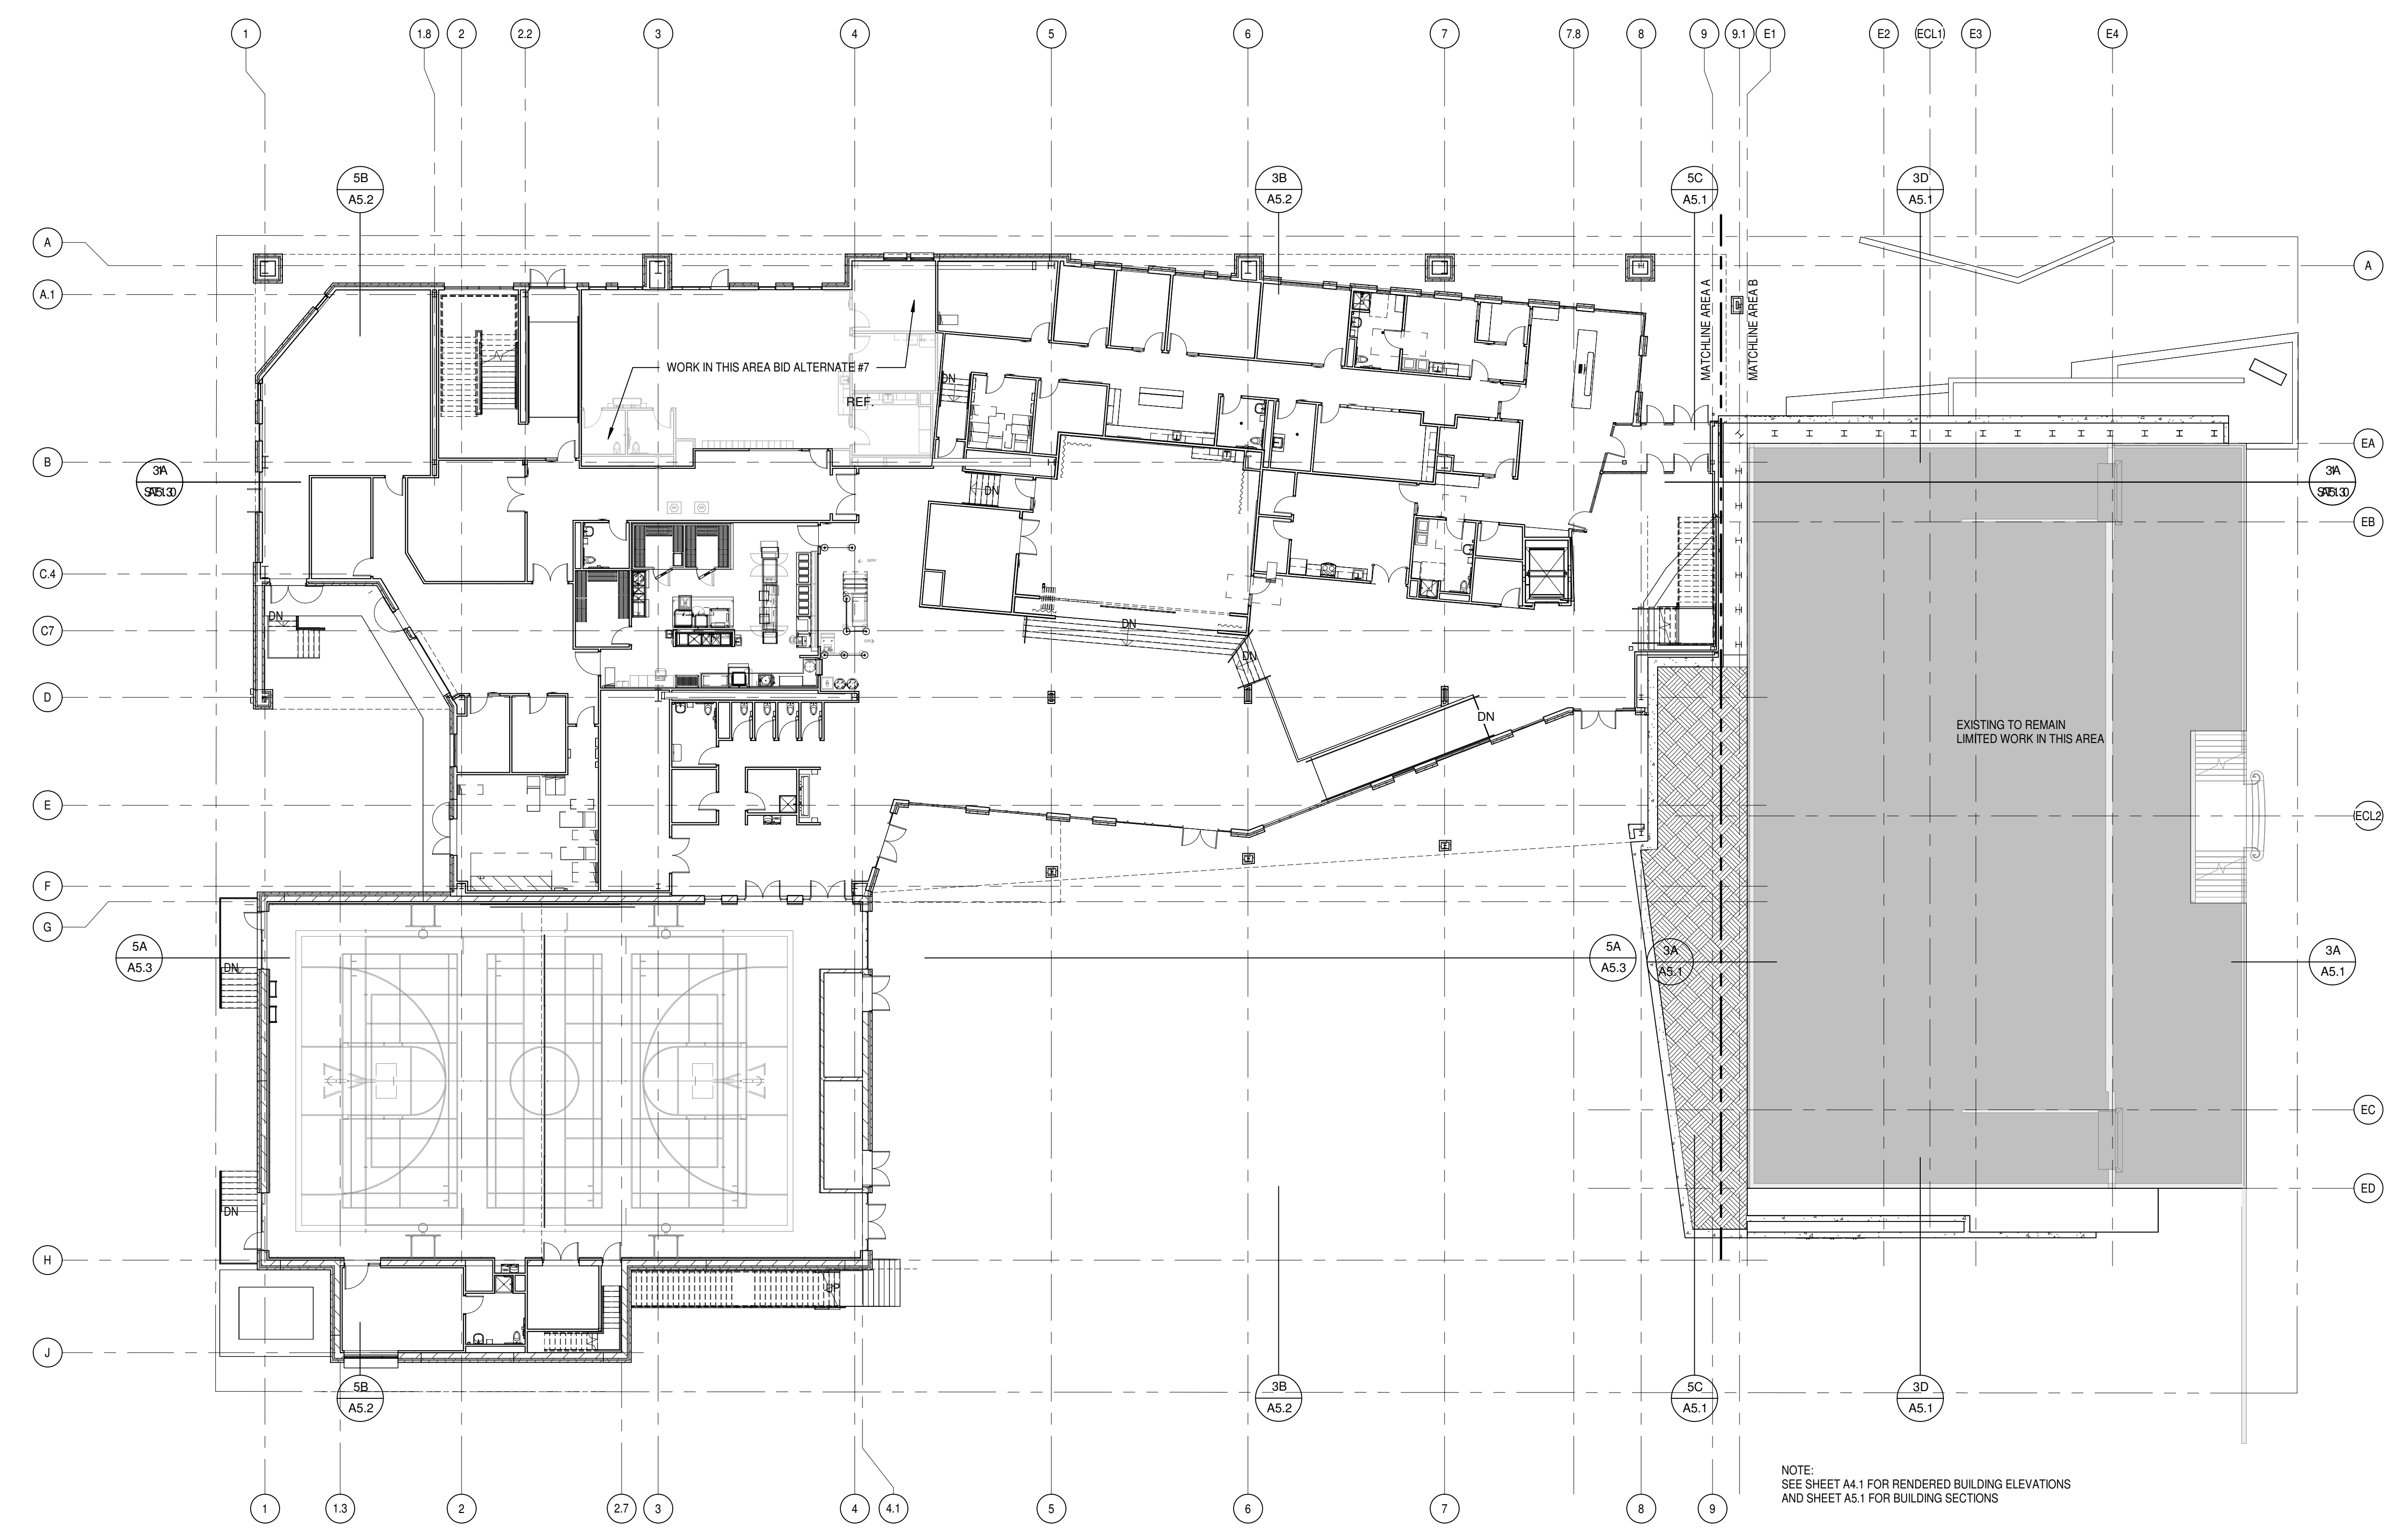 1 1.8 2 2.2 3 4 5 6 7 7.8 8 9 9.1 E1 E2 ECL1 E3 E4
5B
A5.2
3B
A5.2
5C
A5.1
3D
A5.1
A
A
A.1
MATCHLINE AREA A
MATCHLINE AREA B
WORK IN THIS AREA BID ALTERNATE #7
DN
REF.
EA
B
DN
EB
C.4
DN
DN
C7
DN
D
DN
EXISTING TO REMAIN
LIMITED WORK IN THIS AREA
E
ECL2
F
G
5A
A5.3
5A
A5.3
3A
A5.1
3A
A5.1
DN
EC
ED
DN
H
UP
J
5B
A5.2
3B
A5.2
5C
A5.1
3D
A5.1
NOTE:
SEE SHEET A4.1 FOR RENDERED BUILDING ELEVATIONS
AND SHEET A5.1 FOR BUILDING SECTIONS
1 1.3 2 2.7 3 4 4.1 5 6 7 8 9